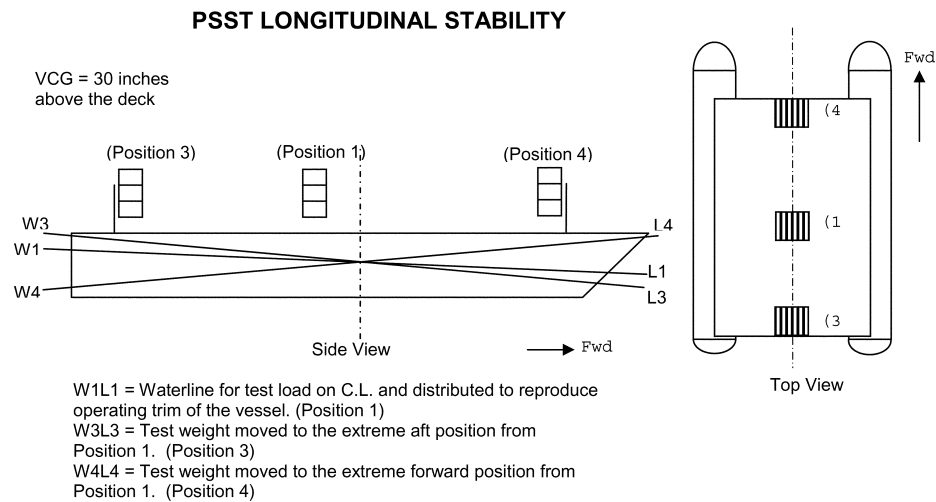 PSST LONGITUDINAL STABILITY
VCG = 30 inches
above the deck
(Position 3)
(Position 1)
(Position 4)
W3
W1
W4
L4
L1
L3
Side View
Fwd
W1L1 = Waterline for test load on C.L. and distributed to reproduce
operating trim of the vessel. (Position 1)
W3L3 = Test weight moved to the extreme aft position from
Position 1.  (Position 3)
W4L4 = Test weight moved to the extreme forward position from
Position 1.  (Position 4)
Fwd
(4
(1
(3
Top View